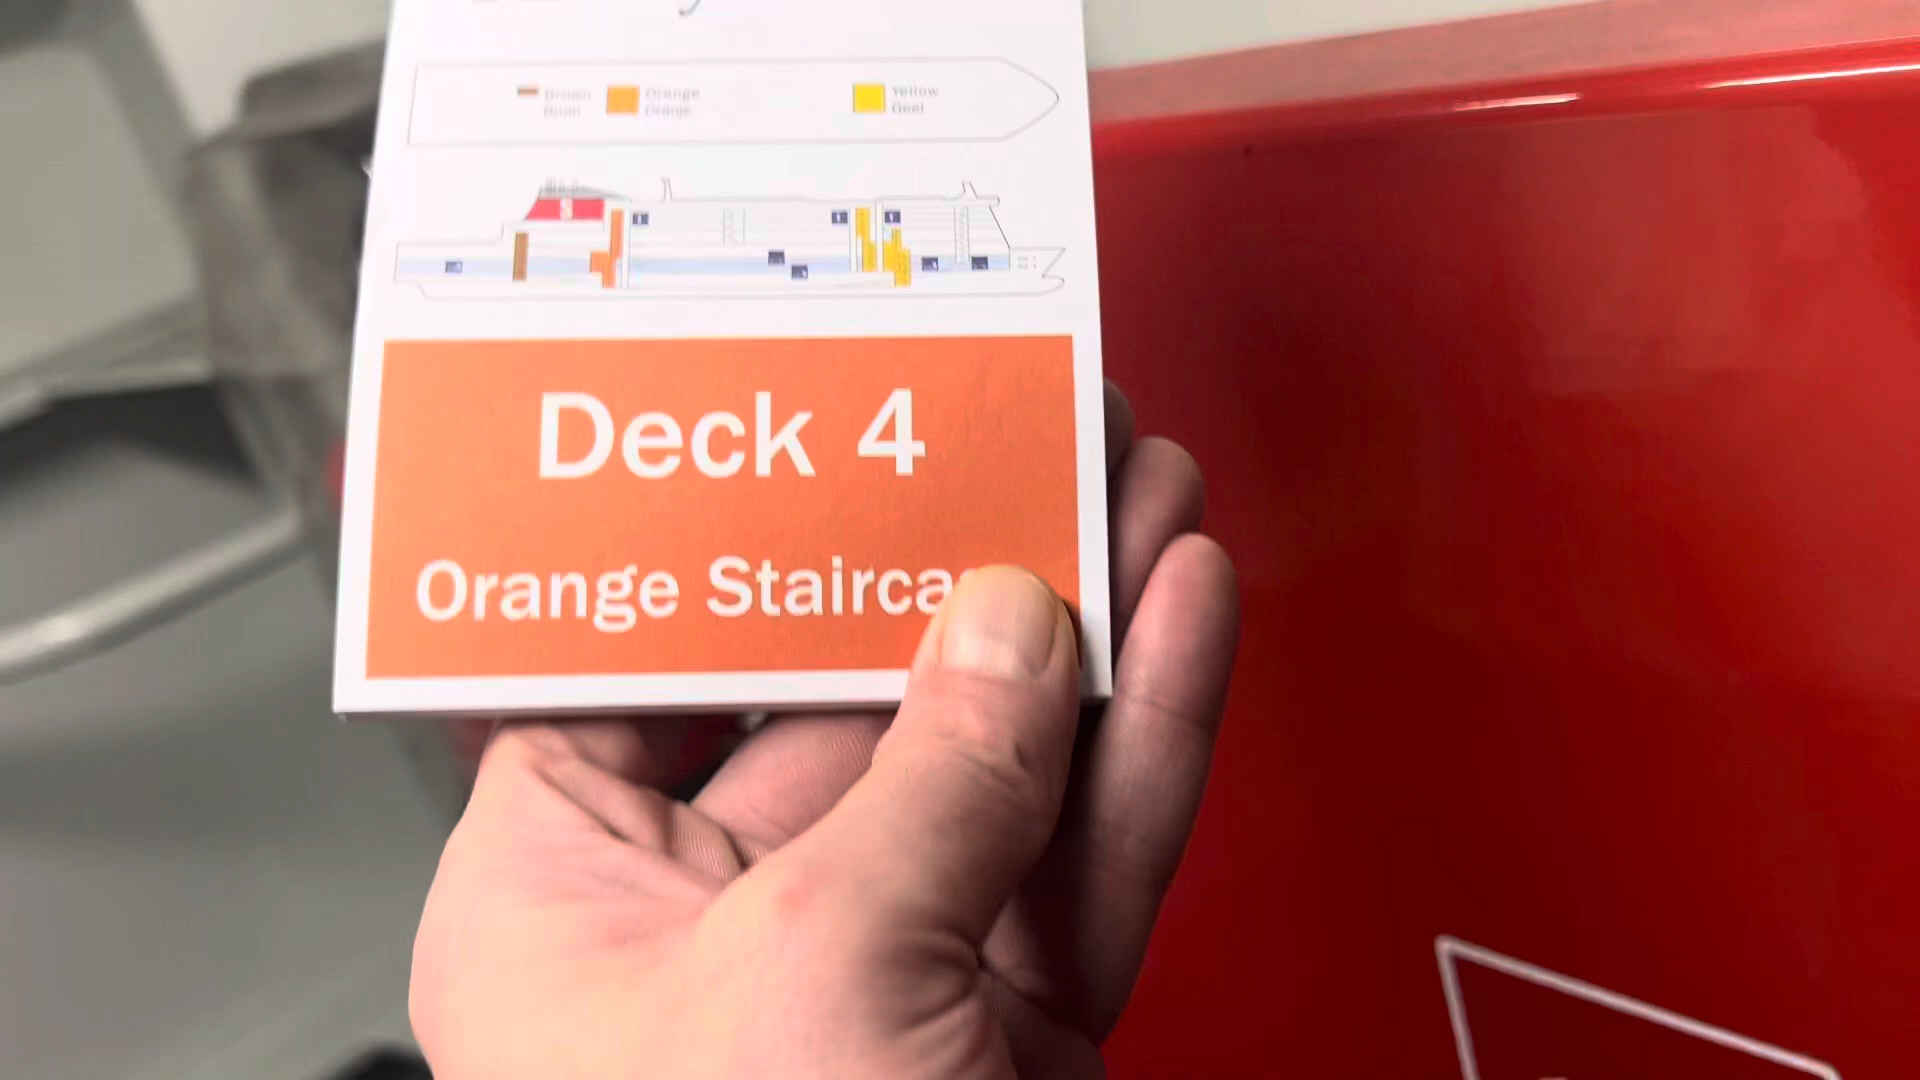 Brown
Bruin
Orange
Oranje
Yellow
Geel
S
Deck 4
Orange Stairca